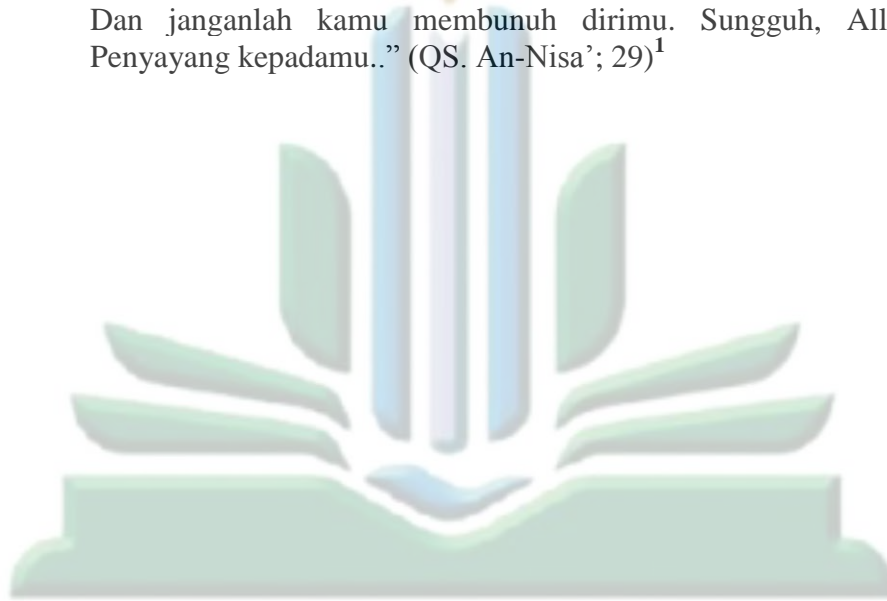 Dan janganlah kamu membunuh dirimu. Sungguh, All
Penyayang kepadamu..” (QS. An-Nisa’; 29)1